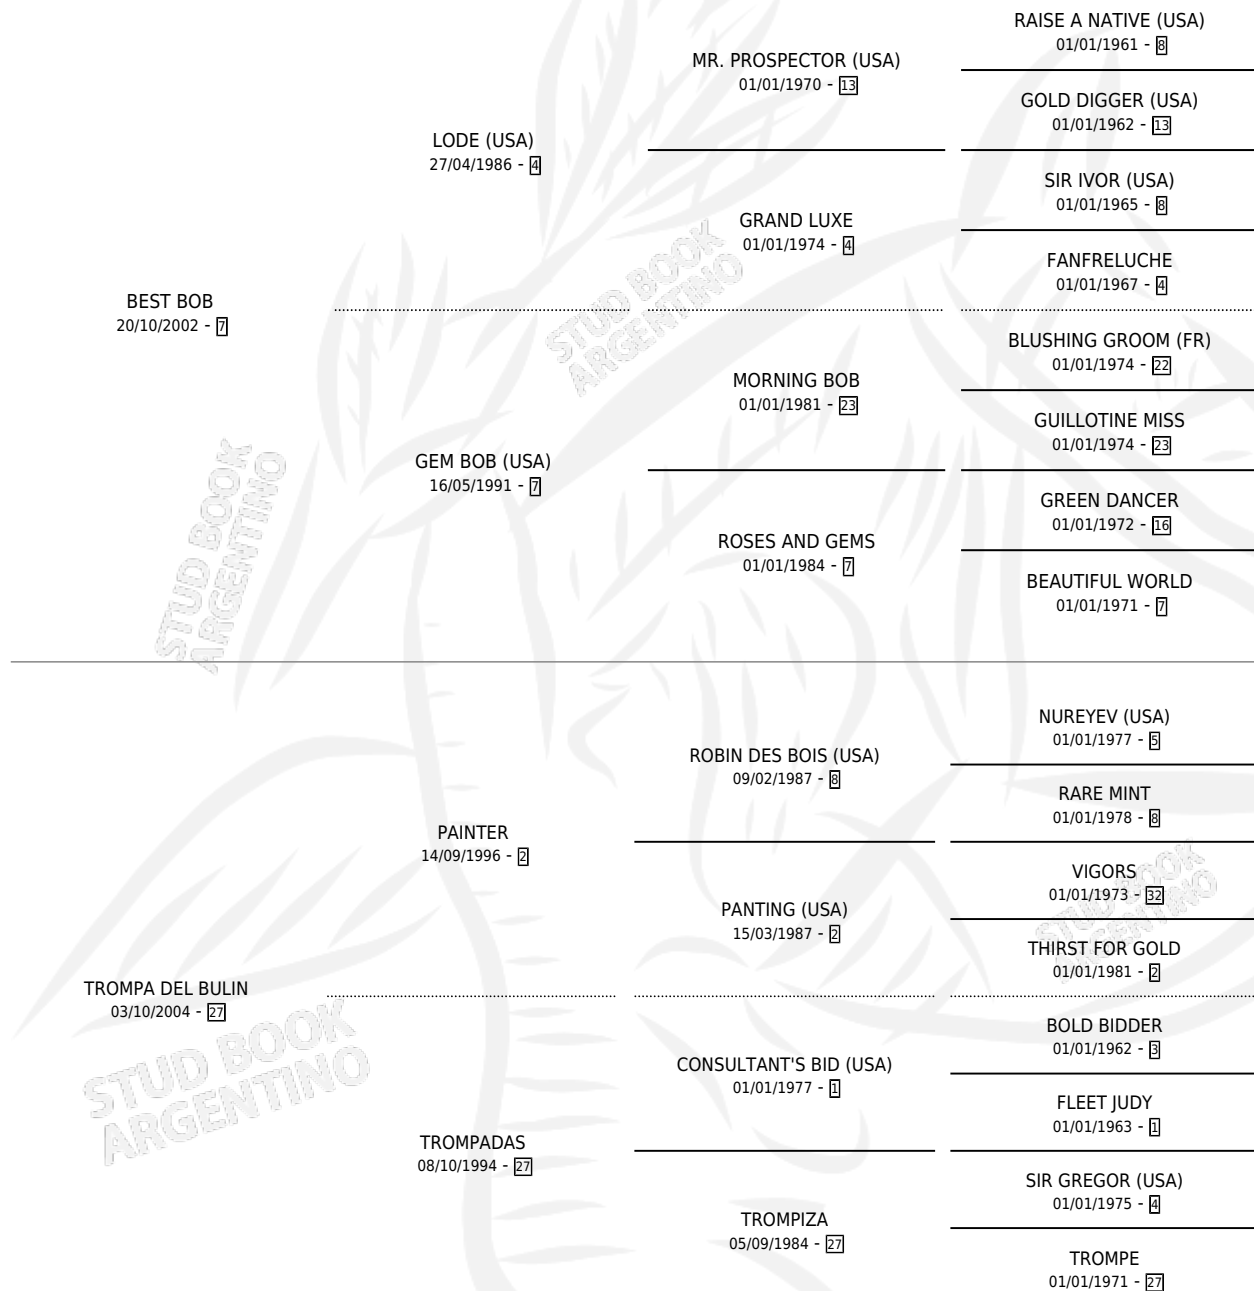 RAISE A NATIVE (USA)
01/01/1961 - 8
MR. PROSPECTOR (USA)
01/01/1970 - 13
GOLD DIGGER (USA)
01/01/1962 - 13
LODE (USA)
27/04/1986 - 4
SIR IVOR (USA)
01/01/1965 - 8
GRAND LUXE
01/01/1974 - 4
FANFRELUCHE
01/01/1967 - 4
BEST BOB
20/10/2002 - 7
STUD BOOK
ARGENTINO
BLUSHING GROOM (FR)
01/01/1974 - 22
MORNING BOB
01/01/1981 - 23
GUILLOTINE MISS
01/01/1974 - 23
GEM BOB (USA)
16/05/1991 - 7
GREEN DANCER
01/01/1972 - 16
ROSES AND GEMS
01/01/1984 - 7
BEAUTIFUL WORLD
01/01/1971 - 7
STUD BOOK
ARGENTINO
NUREYEV (USA)
01/01/1977 - 5
ROBIN DES BOIS (USA)
09/02/1987 - 8
RARE MINT
01/01/1978 - 8
PAINTER
14/09/1996 - 2
VIGORS
01/01/1973 - 32
PANTING (USA)
15/03/1987 - 2
STUD BOOK
ARGENTINO
THIRST FOR GOLD
01/01/1981 - 2
TROMPA DEL BULIN
03/10/2004 - 27
STUD BOOK
ARGENTINO
BOLD BIDDER
01/01/1962 - 3
CONSULTANT'S BID (USA)
01/01/1977 - 1
FLEET JUDY
01/01/1963 - 1
TROMPADAS
08/10/1994 - 27
SIR GREGOR (USA)
01/01/1975 - 4
TROMPIZA
05/09/1984 - 27
TROMPE
01/01/1971 - 27